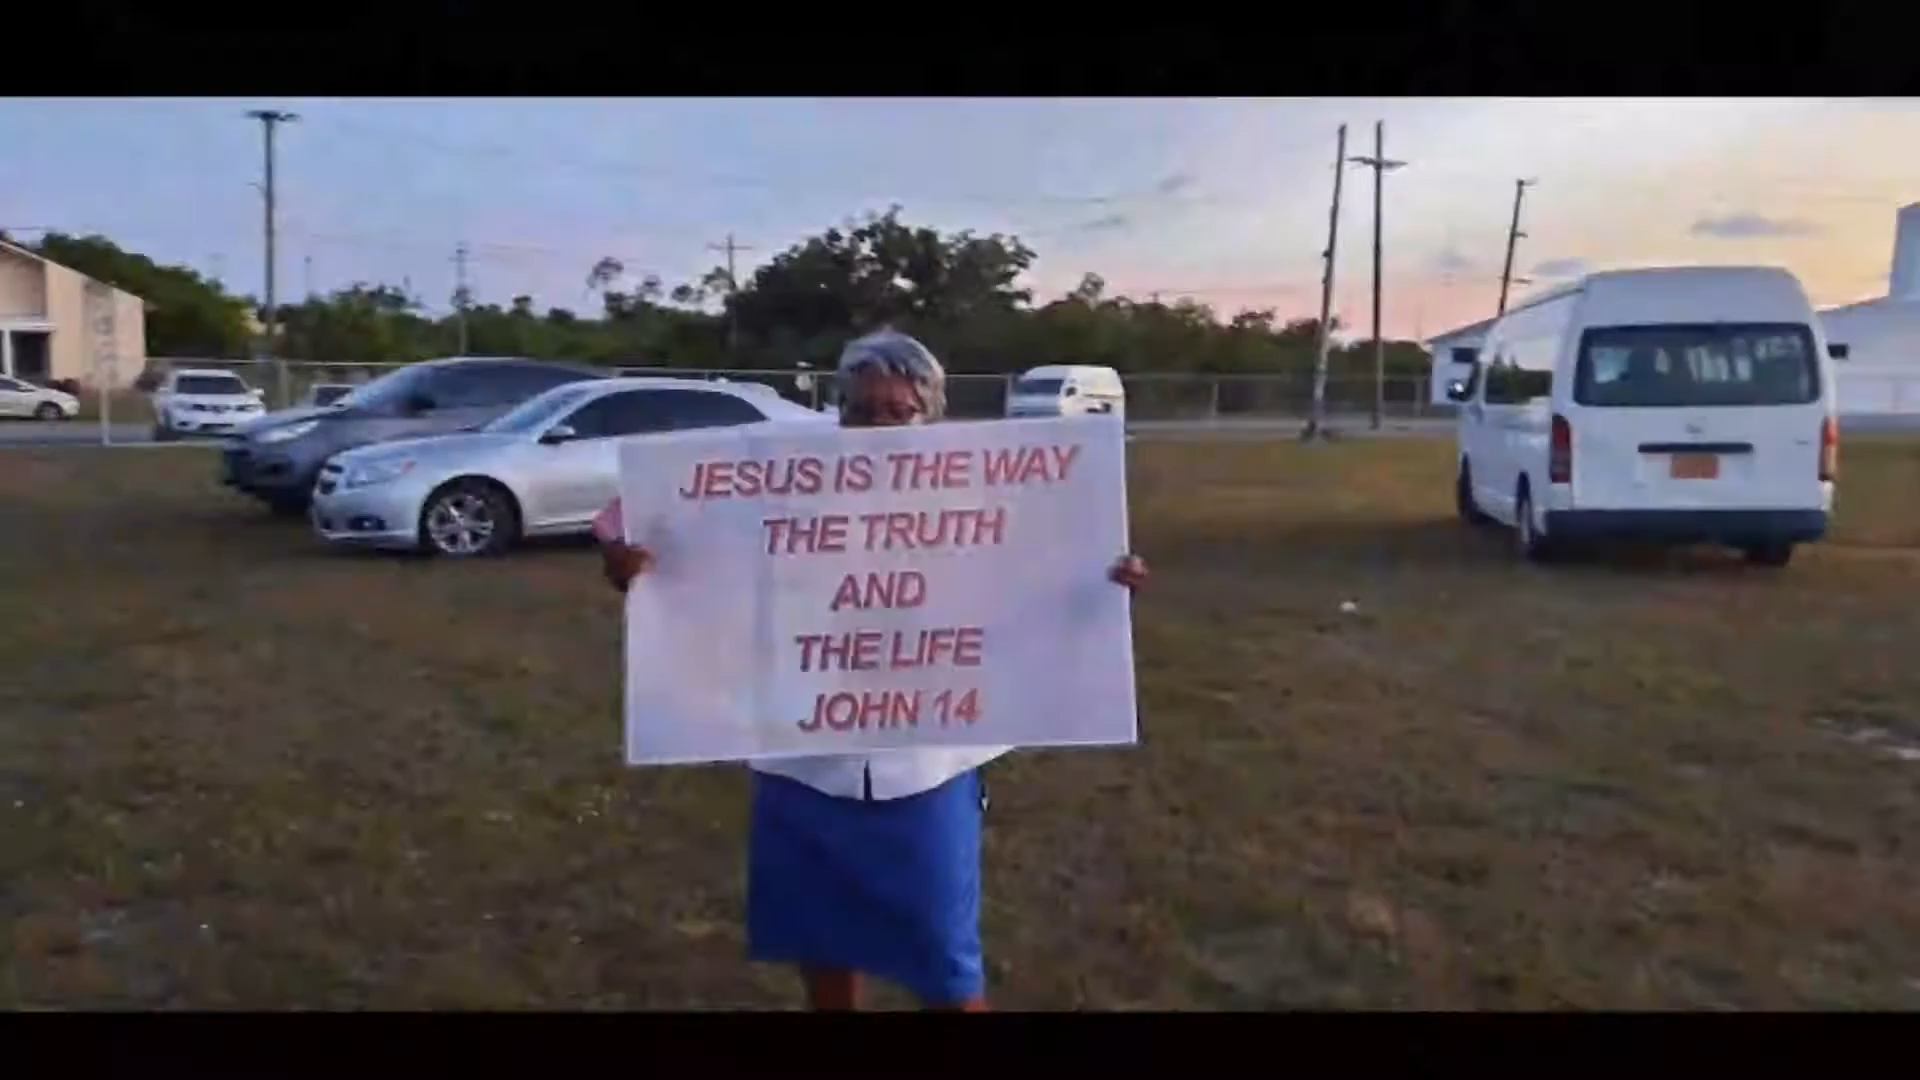 JESUS IS THE WAY
THE TRUTH
AND
THE LIFE
JOHN 14